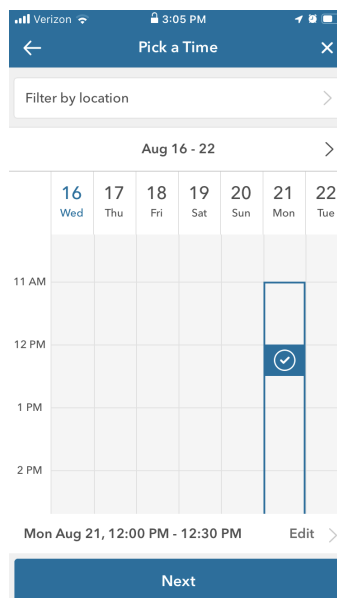 Verizon 3:05 PM
Pick a Time
Filter by location
Aug 16 - 22
16 17 18 19 20 21 22
Wed Thu Fri Sat Sun Mon Tue
11 AM
12 PM
1 PM
2 PM
Mon Aug 21, 12:00 PM - 12:30 PM Edit
Next